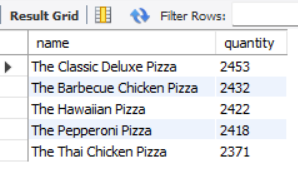 Result Grid Filter Rows:
name quantity
The Classic Deluxe Pizza 2453
The Barbecue Chicken Pizza 2432
The Hawaiian Pizza 2422
The Pepperoni Pizza 2418
The Thai Chicken Pizza 2371